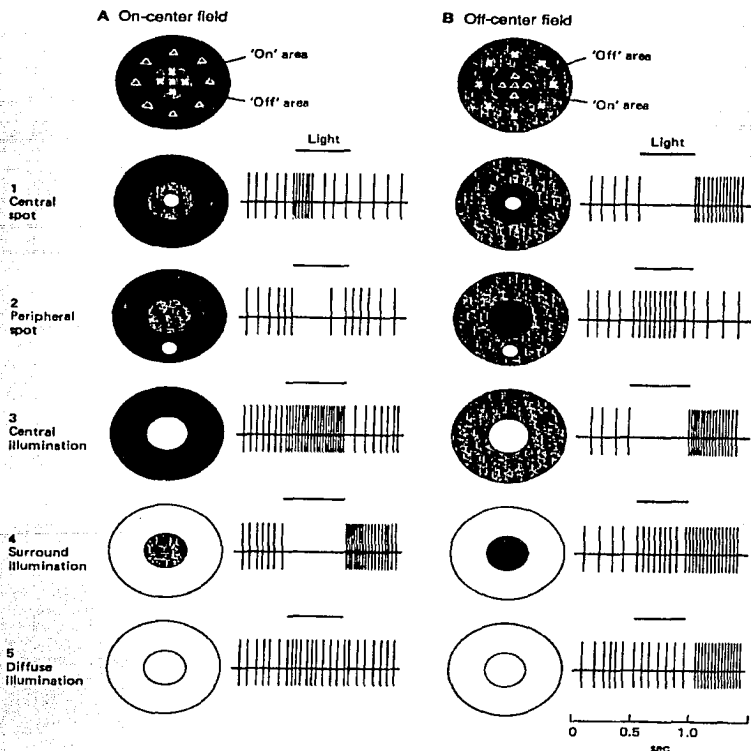 A On-center field
B Off-center field
'On' area
'Off' area
'Off' area
'On' area
Light
Light
1
Central
spot
2
Peripheral
spot
3
Central
illumination
4
Surround
illumination
5
Diffuse
illumination
0 0.5 1.0
sec